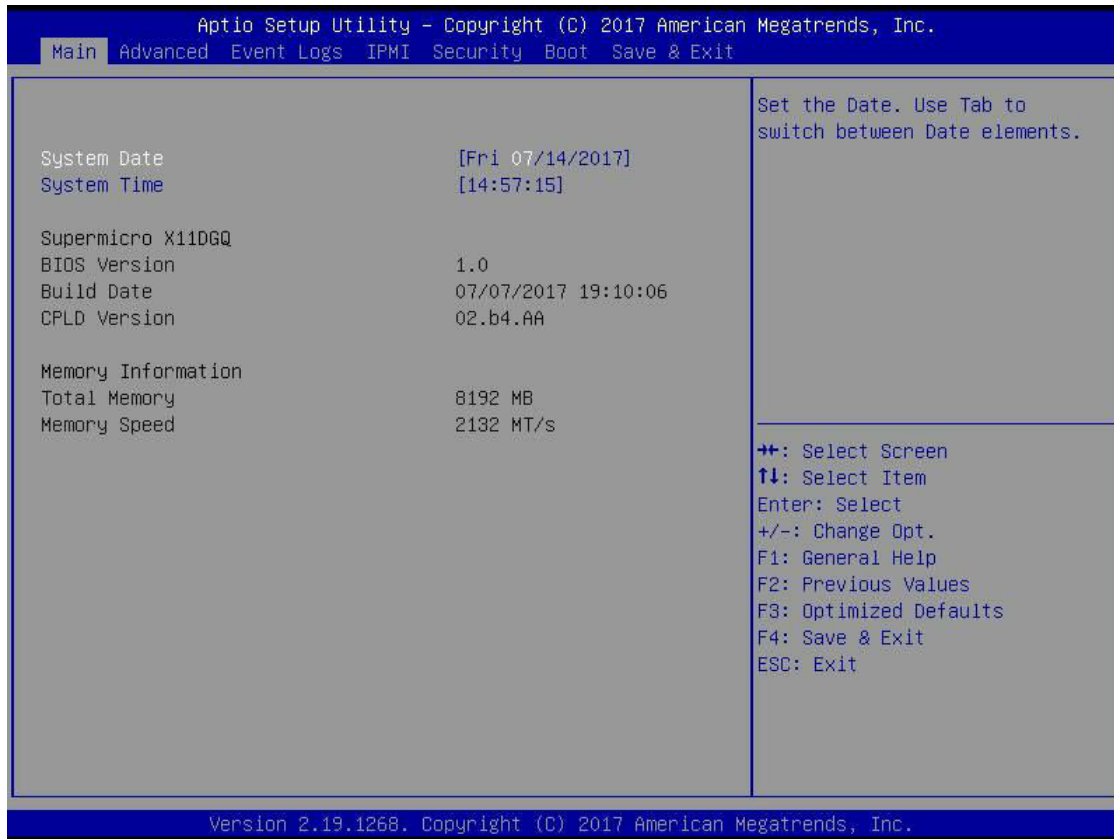 Aptio Setup Utility – Copyright (C) 2017 American Megatrends, Inc.
Main Advanced Event Logs IPMI Security Boot Save & Exit
Set the Date. Use Tab to
switch between Date elements.
System Date [Fri 07/14/2017]
System Time [14:57:15]
Supermicro X11DGQ
BIOS Version 1.0
Build Date 07/07/2017 19:10:06
CPLD Version 02.b4.AA
Memory Information
Total Memory 8192 MB
Memory Speed 2132 MT/s
→←: Select Screen
↑↓: Select Item
Enter: Select
+/-: Change Opt.
F1: General Help
F2: Previous Values
F3: Optimized Defaults
F4: Save & Exit
ESC: Exit
Version 2.19.1268. Copyright (C) 2017 American Megatrends, Inc.